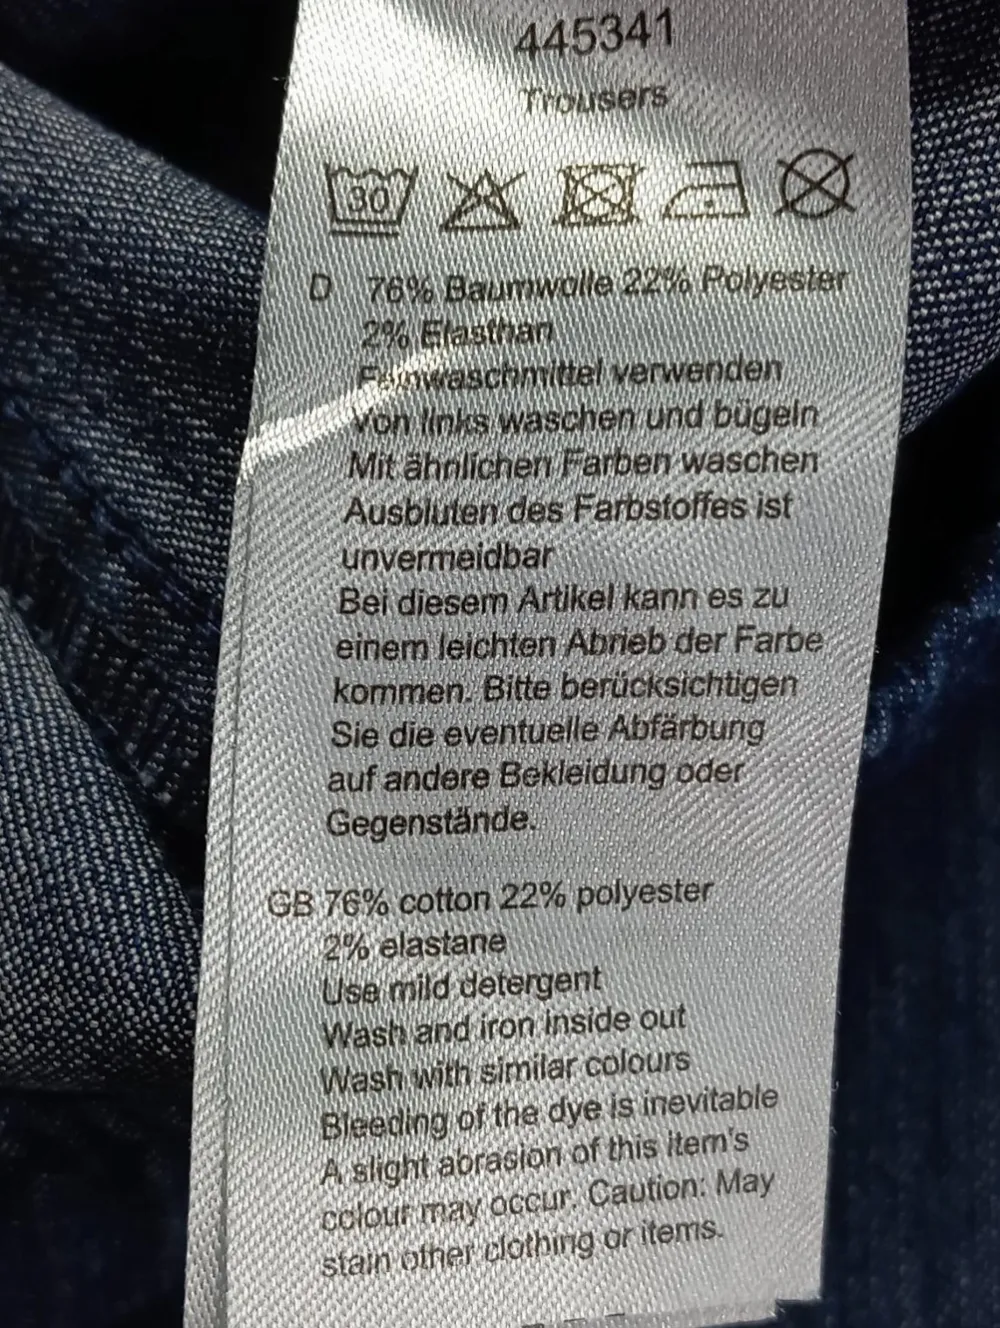 445341
Trousers
30
D 76% Baumwolle 22% Polyester
2% Elasthan
Feinwaschmittel verwenden
Von links waschen und bügeln
Mit ähnlichen Farben waschen
Ausbluten des Farbstoffes ist
unvermeidbar
Bei diesem Artikel kann es zu
einem leichten Abrieb der Farbe
kommen. Bitte berücksichtigen
Sie die eventuelle Abfärbung
auf andere Bekleidung oder
Gegenstände.
GB 76% cotton 22% polyester
2% elastane
Use mild detergent
Wash and iron inside out
Wash with similar colours
Bleeding of the dye is inevitable
A slight abrasion of this item's
colour may occur. Caution: May
stain other clothing or items.